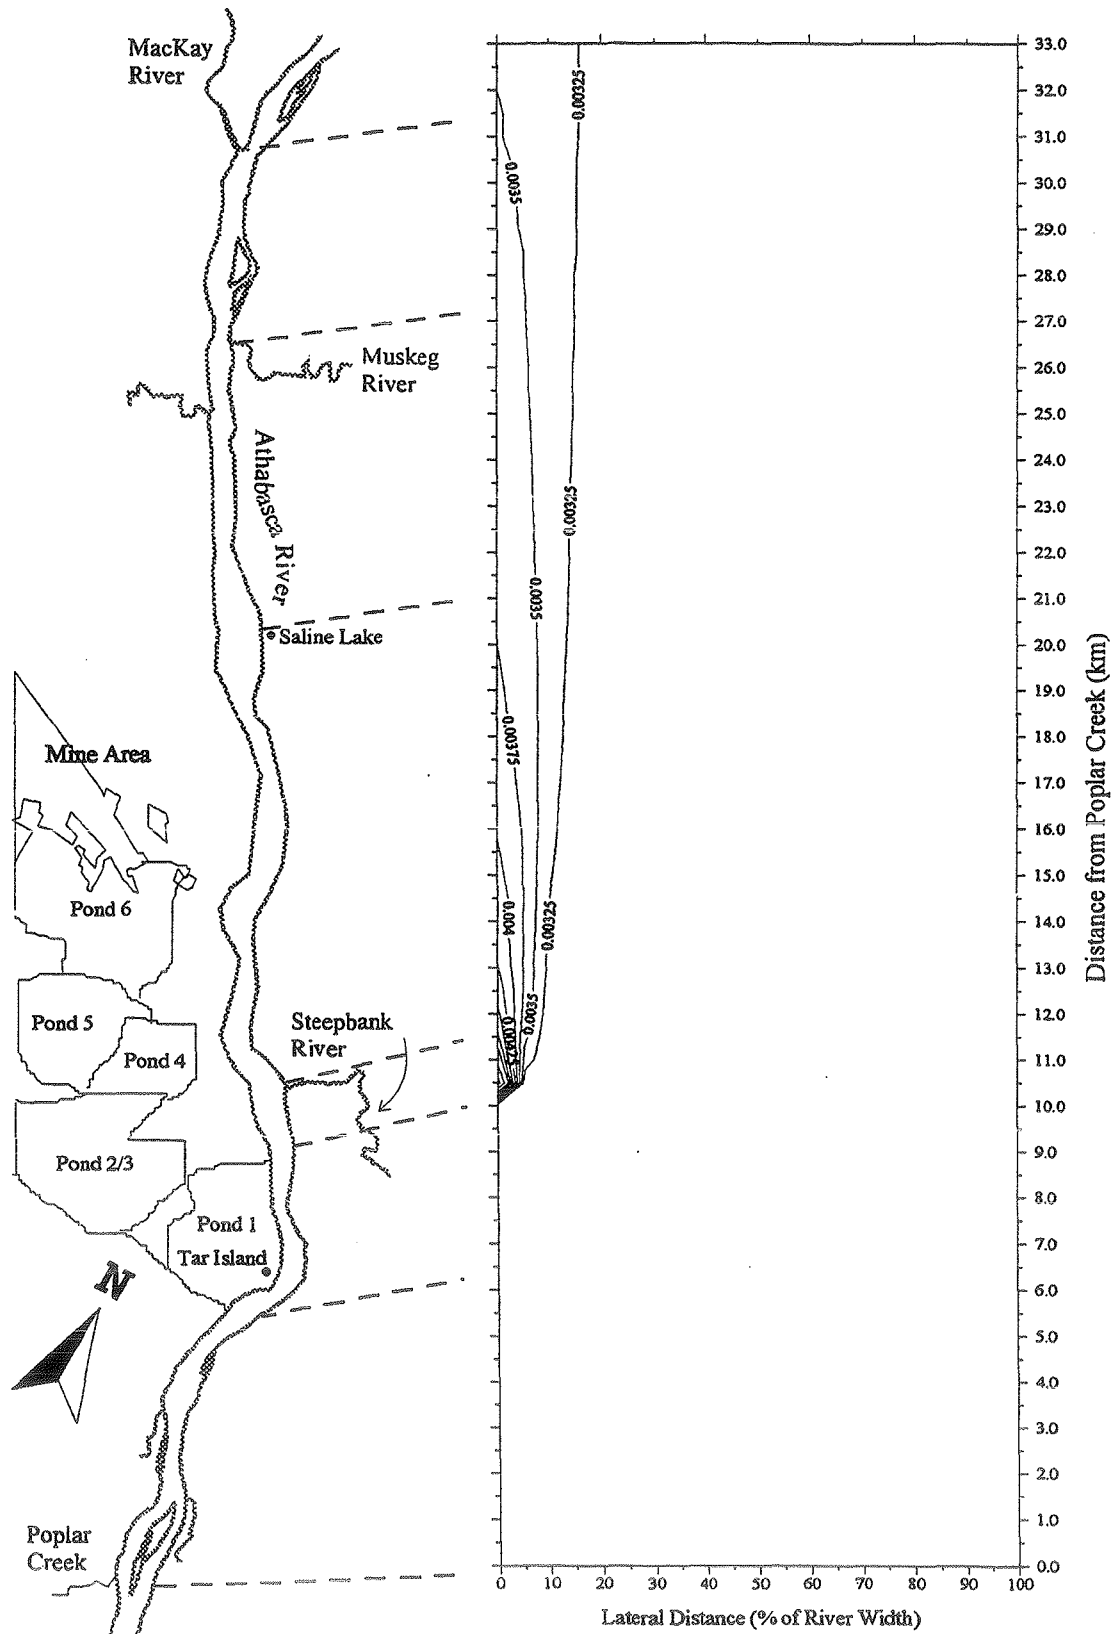 MacKay
River
Muskeg
River
Athabasca River
Saline Lake
Mine Area
Pond 6
Pond 5
Pond 4
Steepbank
River
Pond 2/3
Pond 1
Tar Island
N
Poplar
Creek
0.00325
0.0035
0.00325
0.0035
0.00375
0.004
0.00325
0.0035
33.0
32.0
31.0
30.0
29.0
28.0
27.0
26.0
25.0
24.0
23.0
22.0
21.0
20.0
19.0
18.0
17.0
16.0
15.0
14.0
13.0
12.0
11.0
10.0
9.0
8.0
7.0
6.0
5.0
4.0
3.0
2.0
1.0
0.0
Distance from Poplar Creek (km)
0 10 20 30 40 50 60 70 80 90 100
Lateral Distance (% of River Width)